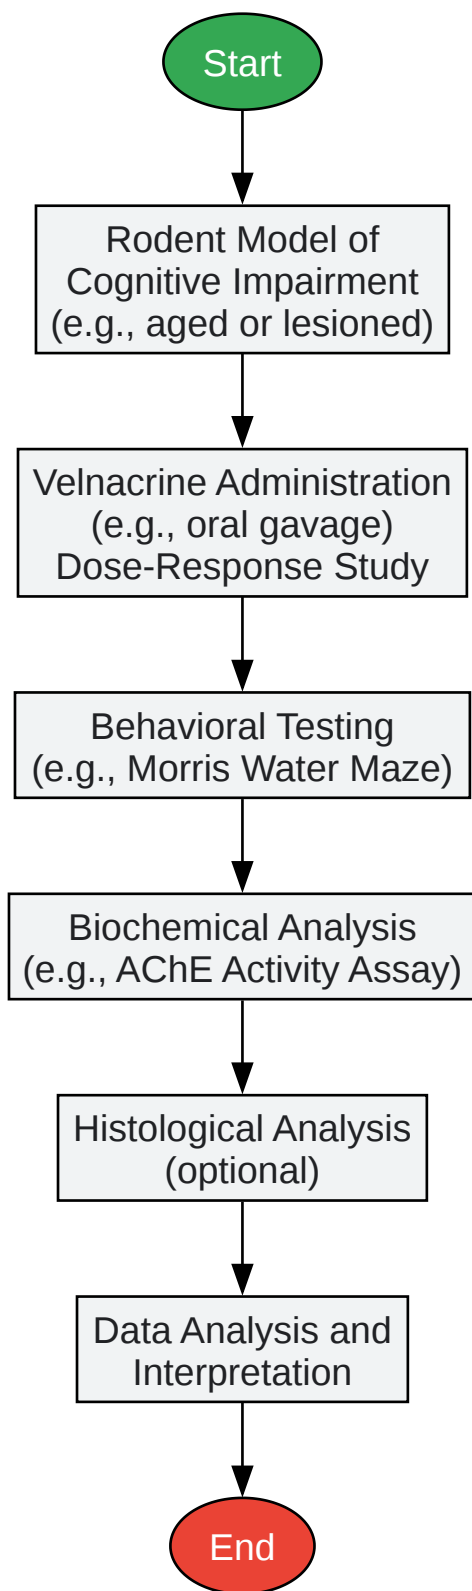 Start
Rodent Model of
Cognitive Impairment
(e.g., aged or lesioned)
Velnacrine Administration
(e.g., oral gavage)
Dose-Response Study
Behavioral Testing
(e.g., Morris Water Maze)
Biochemical Analysis
(e.g., AChE Activity Assay)
Histological Analysis
(optional)
Data Analysis and
Interpretation
End